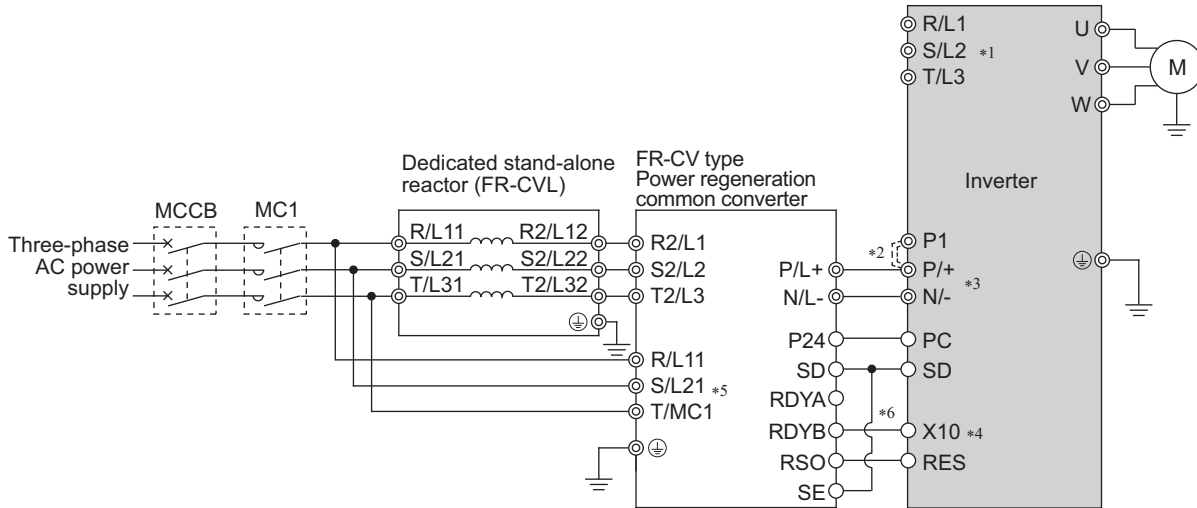 R/L1
S/L2 *1
T/L3
U
V
W
M
Inverter
Dedicated stand-alone
reactor (FR-CVL)
FR-CV type
Power regeneration
common converter
MCCB
MC1
Three-phase
AC power
supply
R/L11
R2/L12
S/L21
S2/L22
T/L31
T2/L32
R2/L1
S2/L2
T2/L3
R/L11
S/L21 *5
T/MC1
P/L+
N/L-
P24
SD
RDYA
RDYB
RSO
SE
*2
*6
P1
P/+
*3
N/-
PC
SD
X10 *4
RES